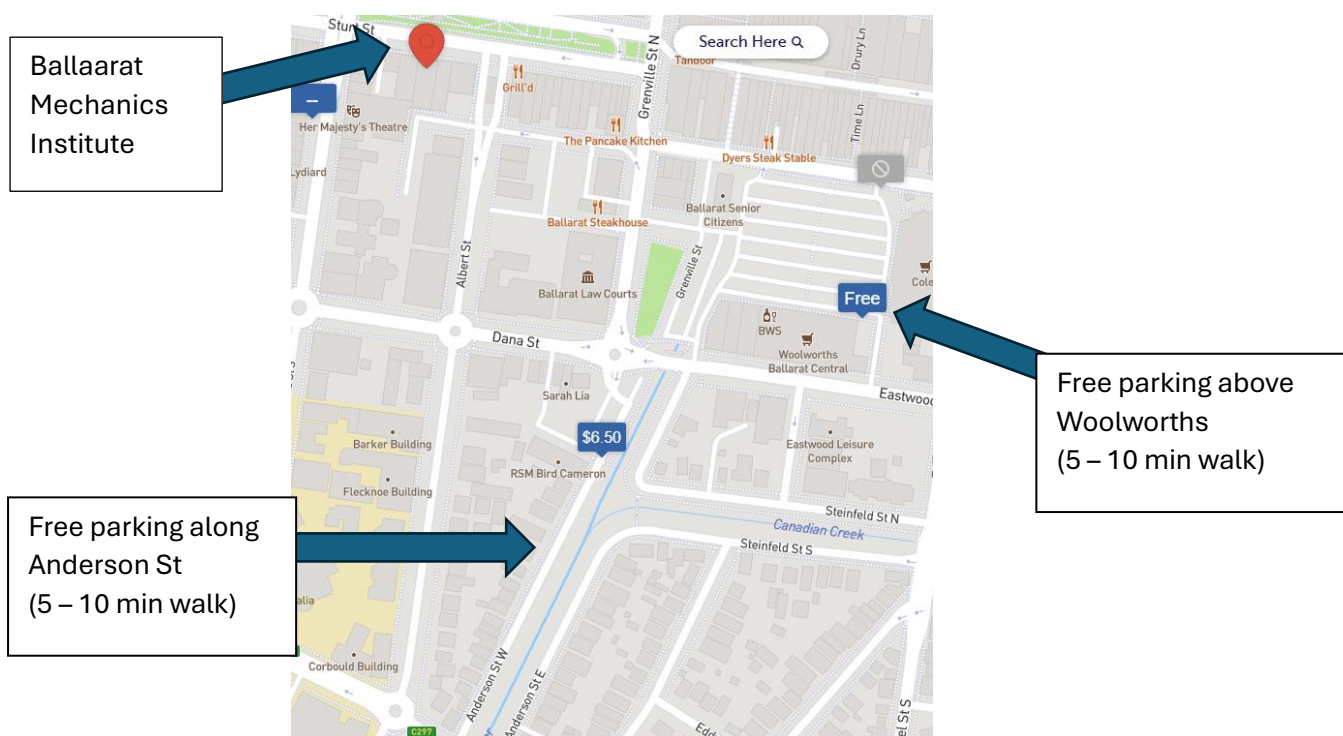 Ballaarat
Mechanics
Institute
Sturt St
Grenville St N
Search Here
Tandoor
Drury Ln
Grill'd
--
Her Majesty's Theatre
The Pancake Kitchen
Dyers Steak Stable
Time Ln
Lydiard
Ballarat Senior
Citizens
Ballarat Steakhouse
Albert St
Grenville St
Ballarat Law Courts
Cole
Free
BWS
Woolworths
Ballarat Central
Dana St
Eastwood
Free parking above
Woolworths
(5 – 10 min walk)
Sarah Lia
$6.50
Barker Building
Eastwood Leisure
Complex
RSM Bird Cameron
Flecknoe Building
Free parking along
Anderson St
(5 – 10 min walk)
Steinfeld St N
Canadian Creek
Steinfeld St S
alia
Corbould Building
Anderson St W
Anderson St E
C297
Edd
el St S